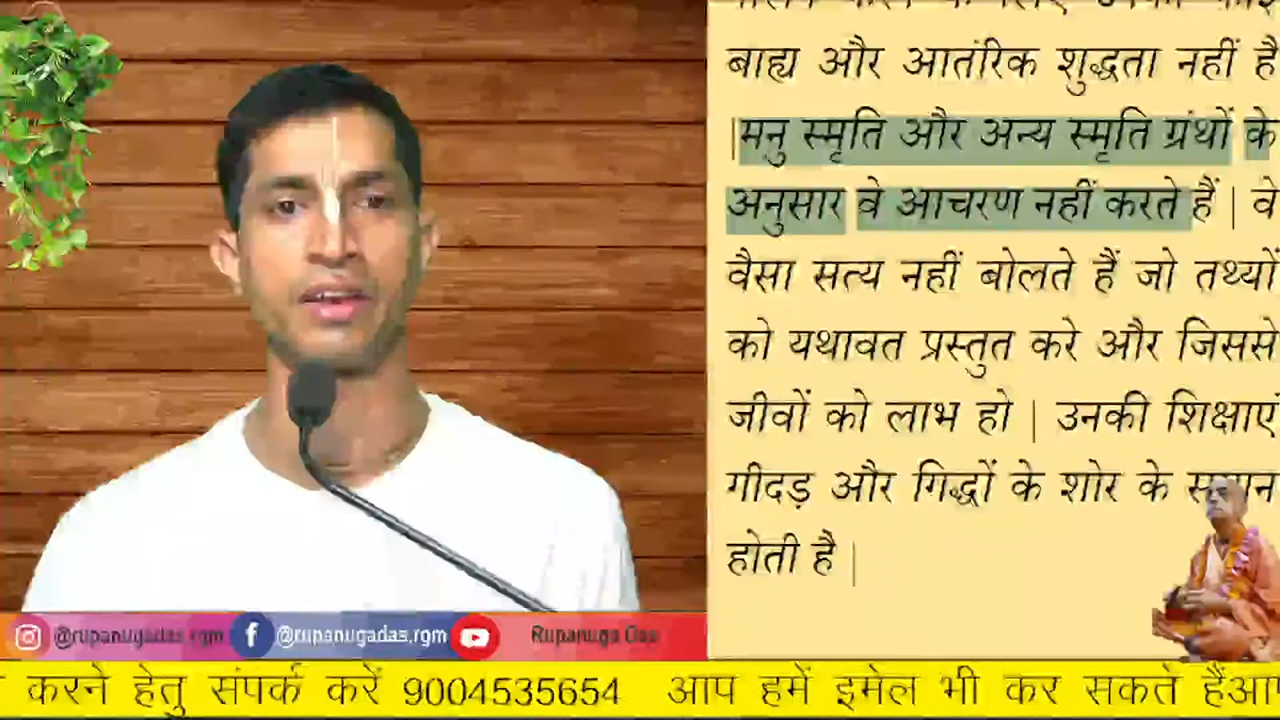 बाह्य और आतंरिक शुद्धता नहीं है
|मनु स्मृति और अन्य स्मृति ग्रंथों के
अनुसार वे आचरण नहीं करते हैं | वे
वैसा सत्य नहीं बोलते हैं जो तथ्यों
को यथावत प्रस्तुत करे और जिससे
जीवों को लाभ हो | उनकी शिक्षाएं
गीदड़ और गिद्धों के शोर के समान
होती है |
@rupanugadas.rgm @rupanugadas.rgm Rupanuga Das
करने हेतु संपर्क करें 9004535654 आप हमें इमेल भी कर सकते हैंआप